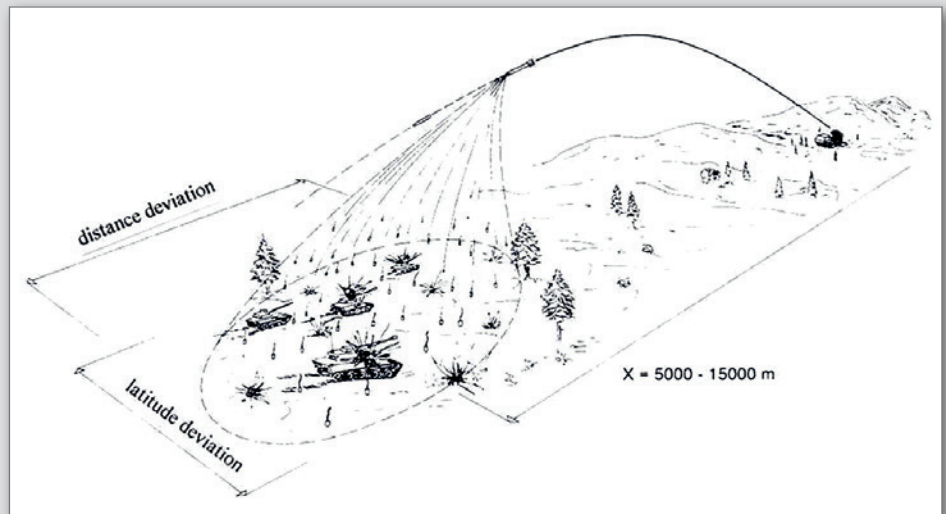 distance deviation
X = 5000 - 15000 m
latitude deviation